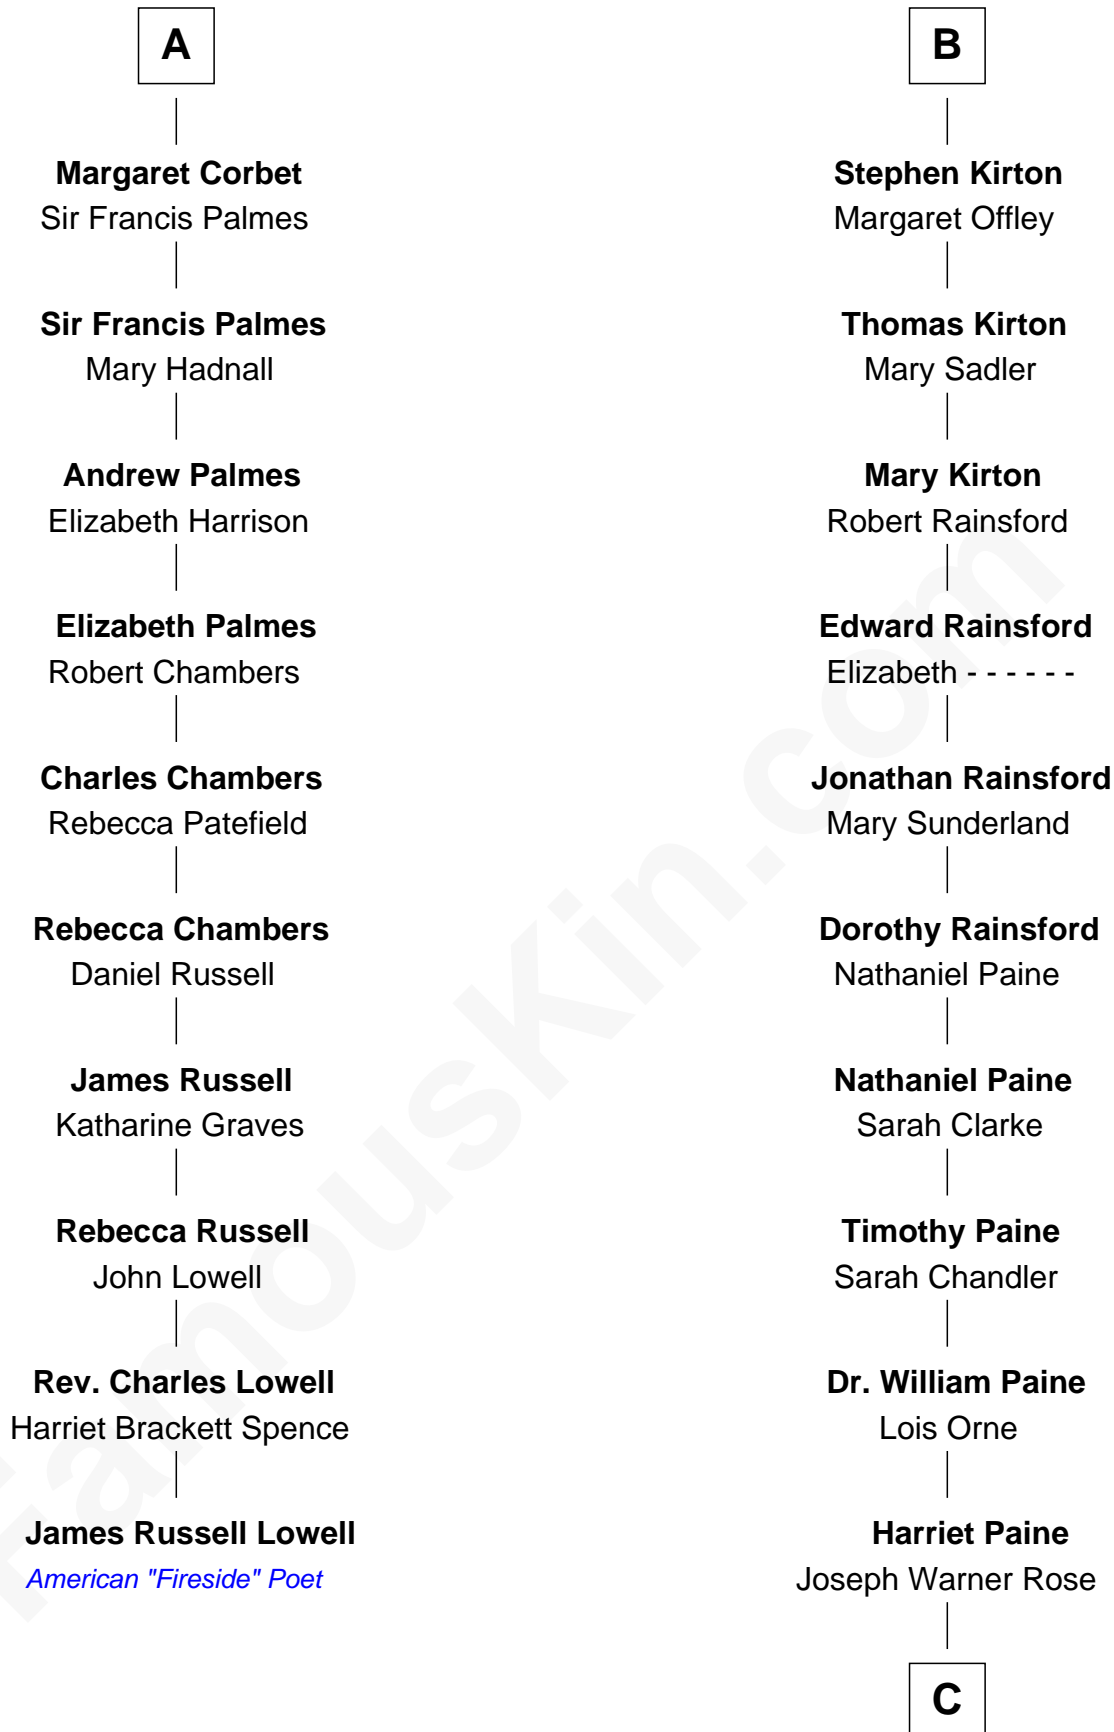 A
Margaret Corbet
Sir Francis Palmes
Sir Francis Palmes
Mary Hadnall
Andrew Palmes
Elizabeth Harrison
Elizabeth Palmes
Robert Chambers
Charles Chambers
Rebecca Patefield
Rebecca Chambers
Daniel Russell
James Russell
Katharine Graves
Rebecca Russell
John Lowell
Rev. Charles Lowell
Harriet Brackett Spence
James Russell Lowell
American "Fireside" Poet
B
Stephen Kirton
Margaret Offley
Thomas Kirton
Mary Sadler
Mary Kirton
Robert Rainsford
Edward Rainsford
Elizabeth - - - - - -
Jonathan Rainsford
Mary Sunderland
Dorothy Rainsford
Nathaniel Paine
Nathaniel Paine
Sarah Clarke
Timothy Paine
Sarah Chandler
Dr. William Paine
Lois Orne
Harriet Paine
Joseph Warner Rose
C
FamousKin.com